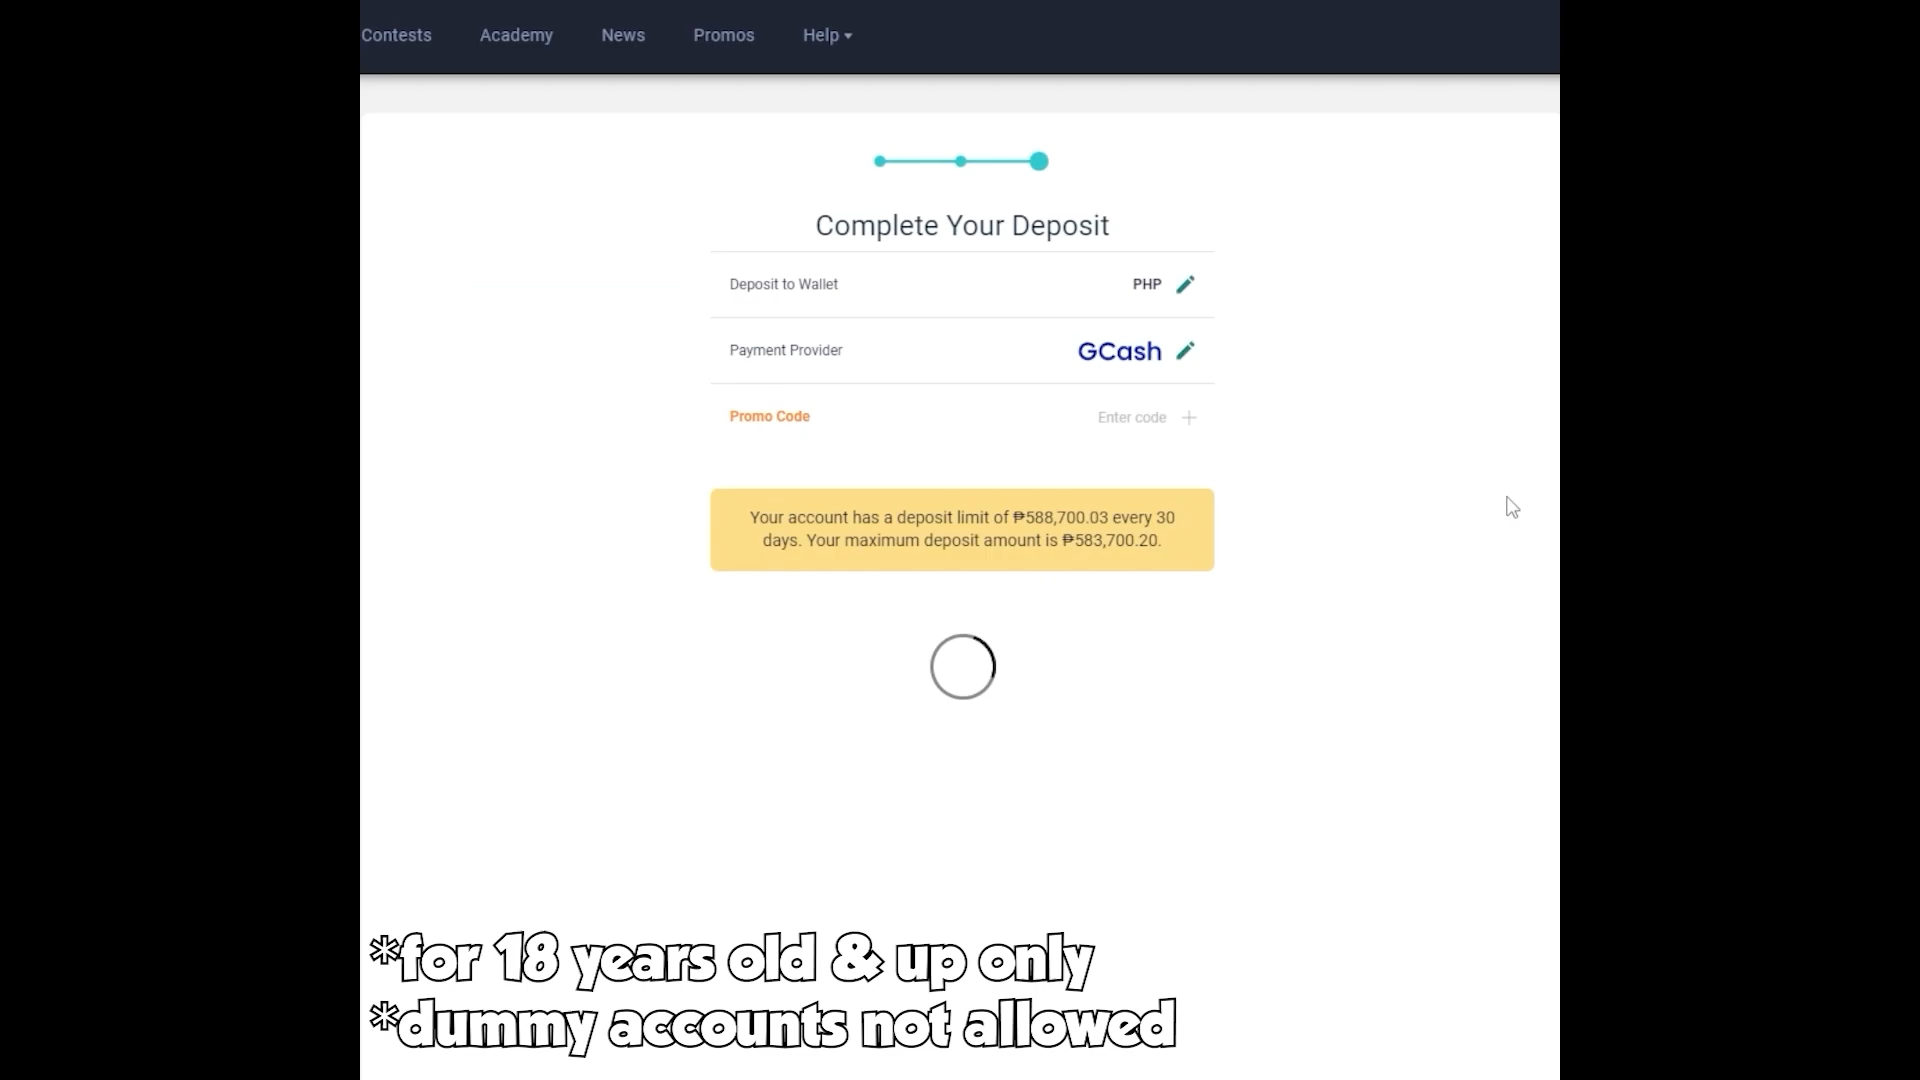 Contests Academy News Promos Help
Complete Your Deposit
Deposit to Wallet PHP
Payment Provider GCash
Promo Code Enter code
Your account has a deposit limit of ₱588,700.03 every 30
days. Your maximum deposit amount is ₱583,700.20.
*for 18 years old & up only
*dummy accounts not allowed